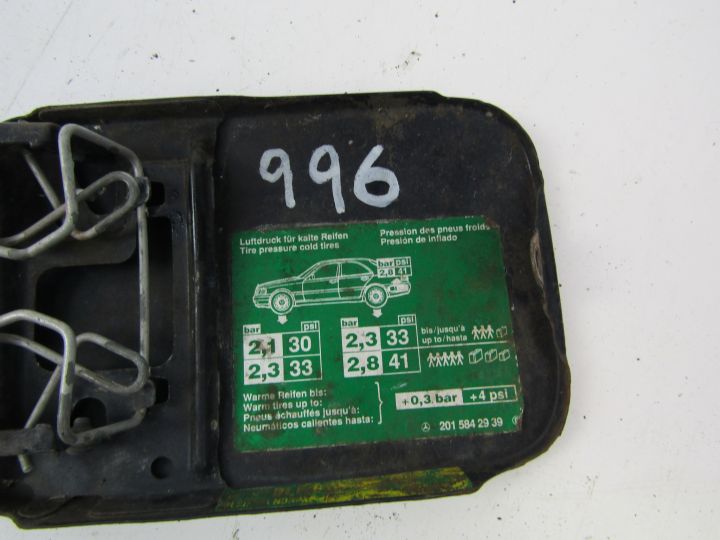 996
Luftdruck für kalte Reifen
Tire pressure cold tires
Pression des pneus froids
Presión de inflado
bar psi
2,8 41
bar psi
2,1 30 2,3 33 bis/jusqu'à
up to/hasta
2,3 33 2,8 41
Warme Reifen bis:
Warm tires up to:
Pneus échauffés jusqu'à:
Neumáticos calientes hasta:
+0,3 bar +4 psi
201 584 29 39